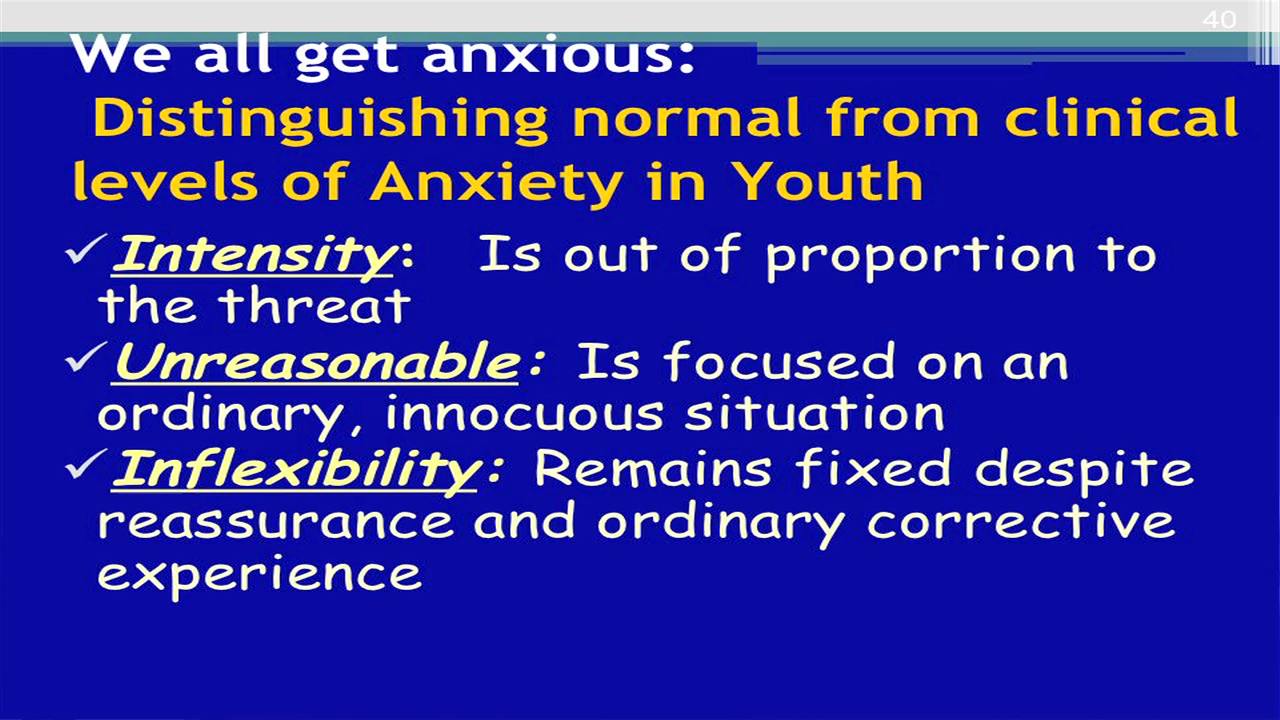 40
We all get anxious:
Distinguishing normal from clinical
levels of Anxiety in Youth
✓Intensity: Is out of proportion to
the threat
✓Unreasonable: Is focused on an
ordinary, innocuous situation
✓Inflexibility: Remains fixed despite
reassurance and ordinary corrective
experience